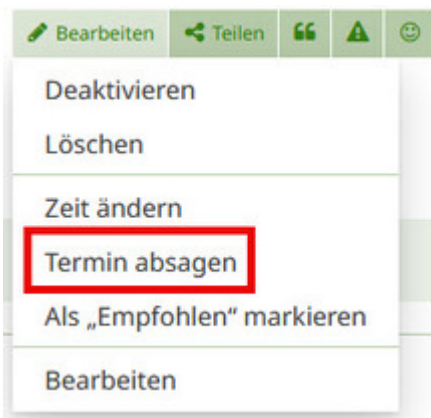 Bearbeiten Teilen
Deaktivieren
Löschen
Zeit ändern
Termin absagen
Als „Empfohlen“ markieren
Bearbeiten